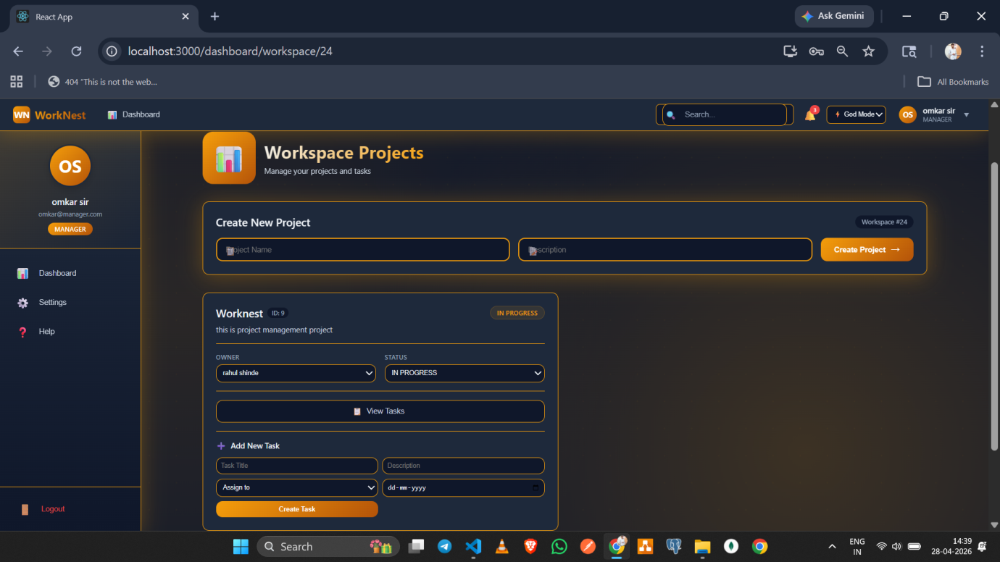 React App
Ask Gemini
localhost:3000/dashboard/workspace/24
404 "This is not the web...
All Bookmarks
WN WorkNest
Dashboard
Search...
3
God Mode
OS
omkar sir
MANAGER
OS
omkar sir
omkar@manager.com
MANAGER
Dashboard
Settings
Help
Logout
Workspace Projects
Manage your projects and tasks
Create New Project
Workspace #24
Project Name
Description
Create Project →
Worknest
ID: 9
IN PROGRESS
this is project management project
OWNER
STATUS
rahul shinde
IN PROGRESS
View Tasks
Add New Task
Task Title
Description
Assign to
dd-mm-yyyy
Create Task
Search
ENG
IN
14:39
28-04-2026